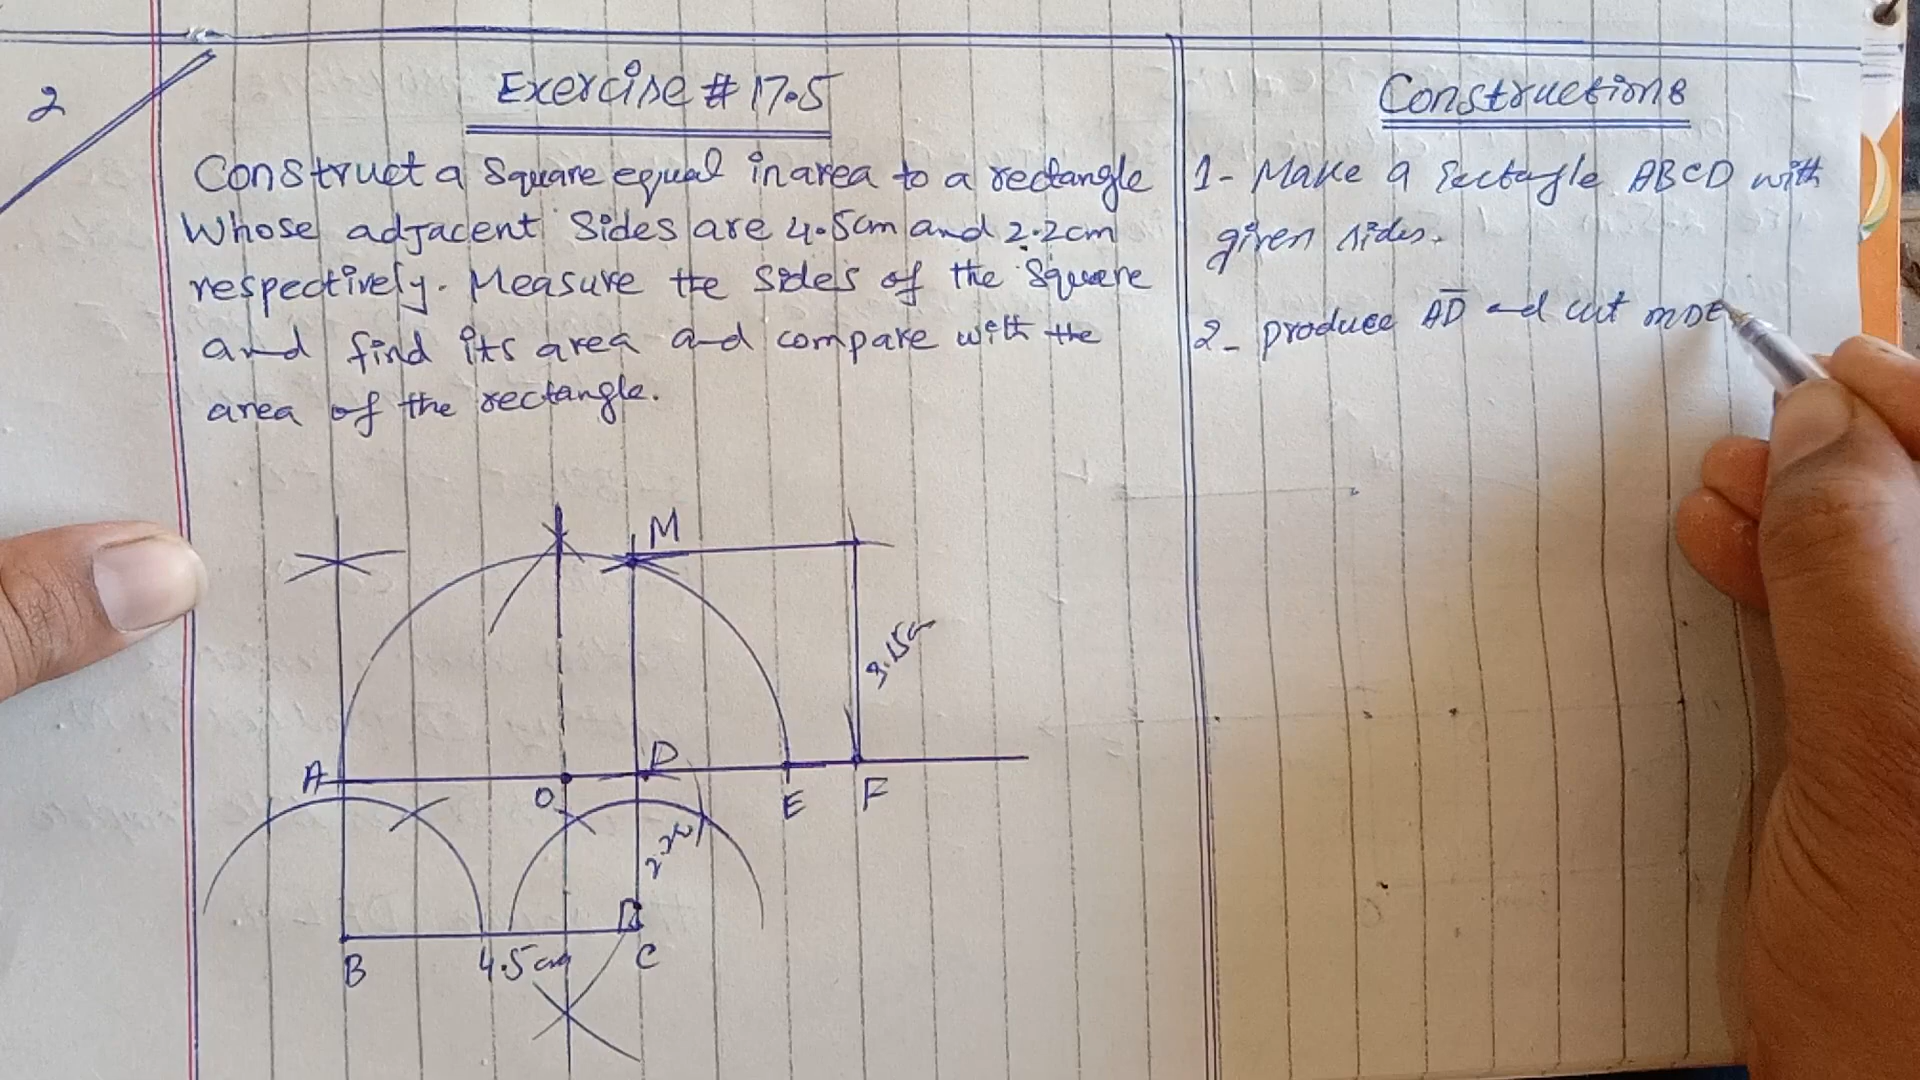 2
Exercise # 17.5
Construct a square equal in area to a rectangle
whose adjacent sides are 4.5cm and 2.2cm
respectively. Measure the sides of the square
and find its area and compare with the
area of the rectangle.
Constructions
1- Make a rectangle ABCD with
given sides.
2- produce AD and cut mDE
M
3.15cm
A
O
D
E
F
2.2cm
B
4.5cm
C